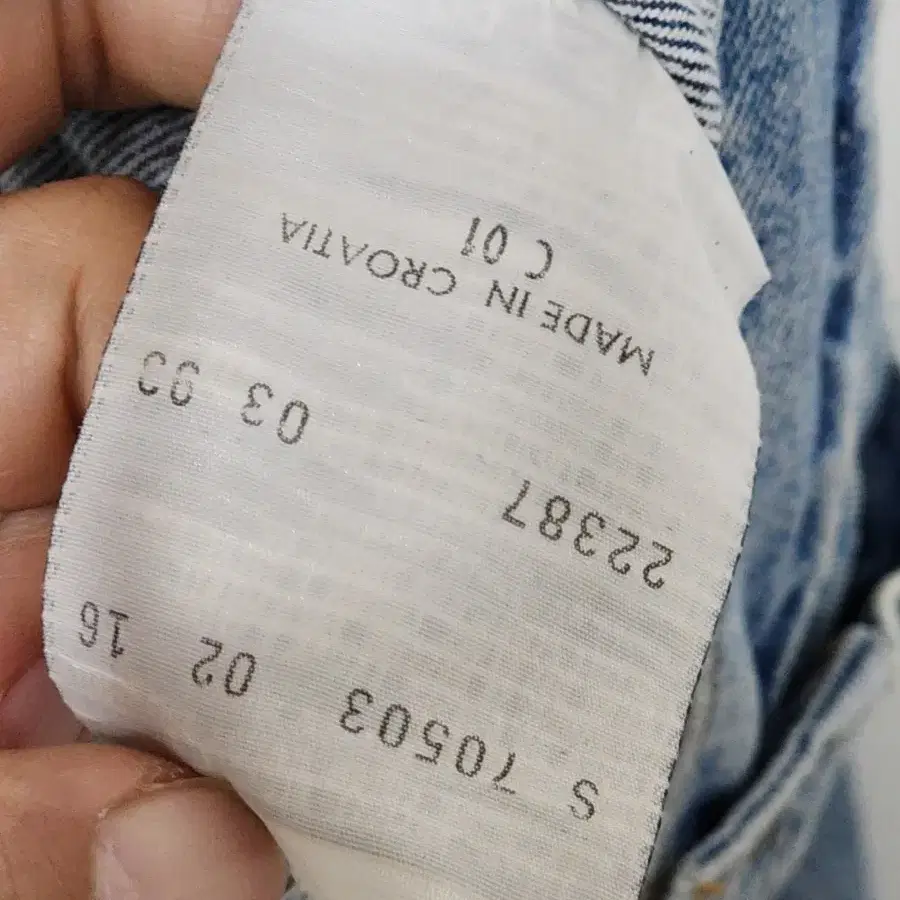 S 70503 02 16
22387 03 93
MADE IN CROATIA
C 01